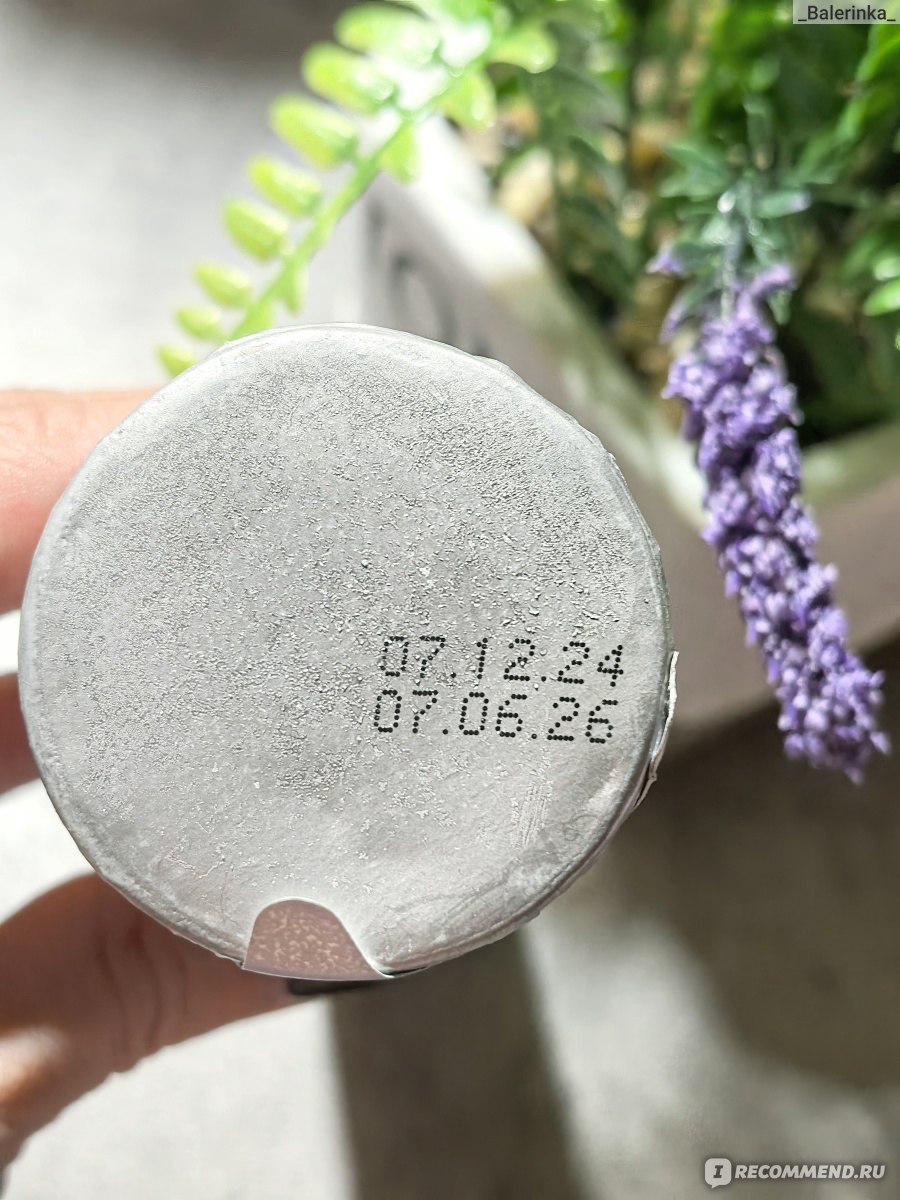 _Balerinka_
07.12.24
07.06.26
I RECOMMEND.RU